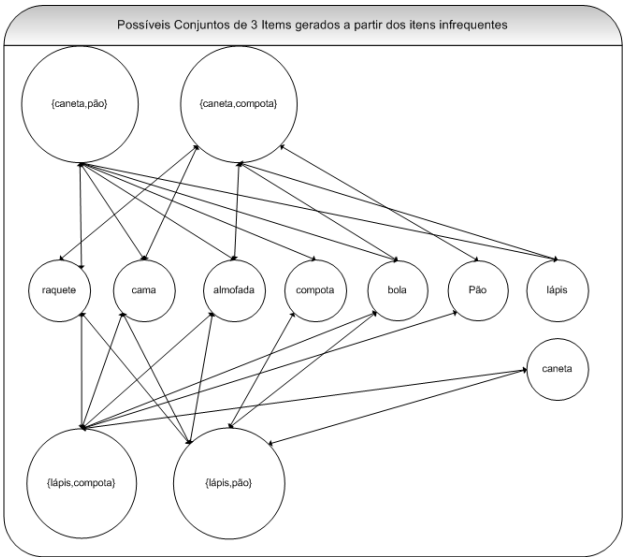 Possíveis Conjuntos de 3 Items gerados a partir dos itens infrequentes
{caneta,pão}
{caneta,compota}
raquete
cama
almofada
compota
bola
Pão
lápis
caneta
{lápis,compota}
{lápis,pão}